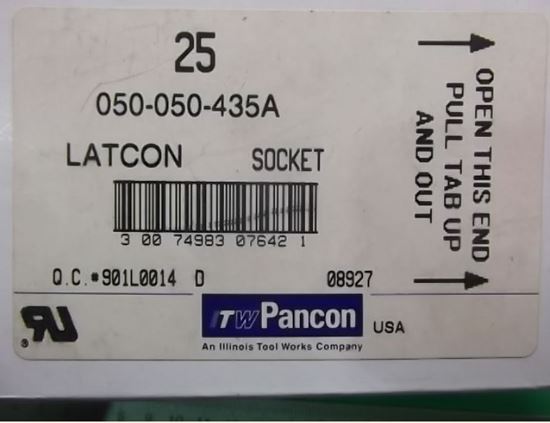 25
050-050-435A
LATCON SOCKET
3 00 74983 07642 1
Q.C.#901L0014 D 08927
ITW Pancon USA
An Illinois Tool Works Company
OPEN THIS END
PULL TAB UP
AND OUT